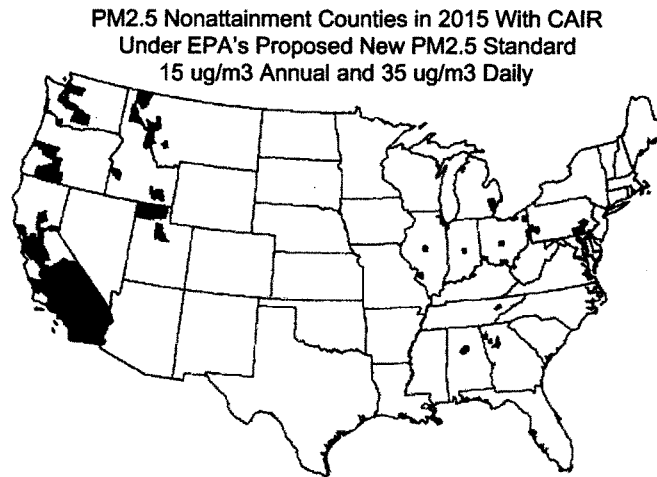 PM2.5 Nonattainment Counties in 2015 With CAIR
Under EPA's Proposed New PM2.5 Standard
15 ug/m3 Annual and 35 ug/m3 Daily